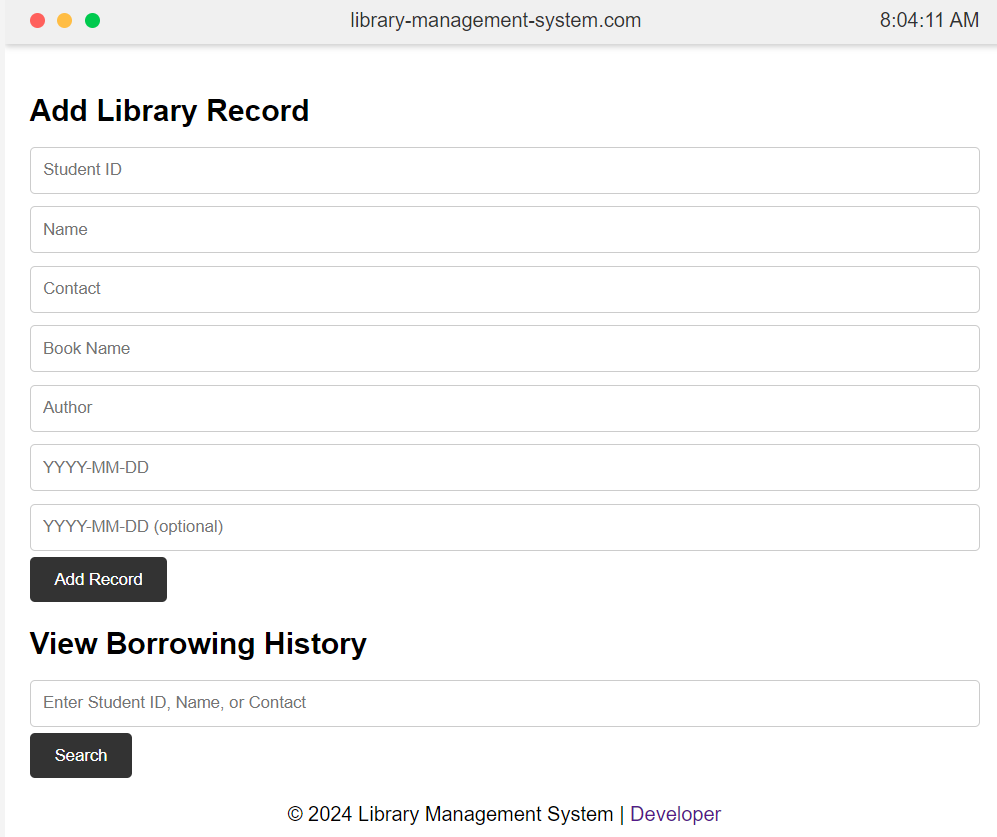 library-management-system.com 8:04:11 AM
Add Library Record
Student ID
Name
Contact
Book Name
Author
YYYY-MM-DD
YYYY-MM-DD (optional)
Add Record
View Borrowing History
Enter Student ID, Name, or Contact
Search
© 2024 Library Management System | Developer